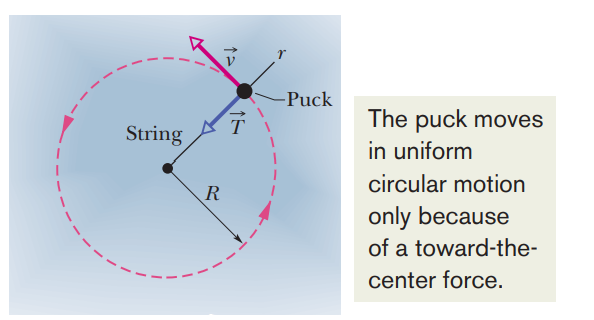 v
r
Puck
T
String
R
The puck moves
in uniform
circular motion
only because
of a toward-the-
center force.